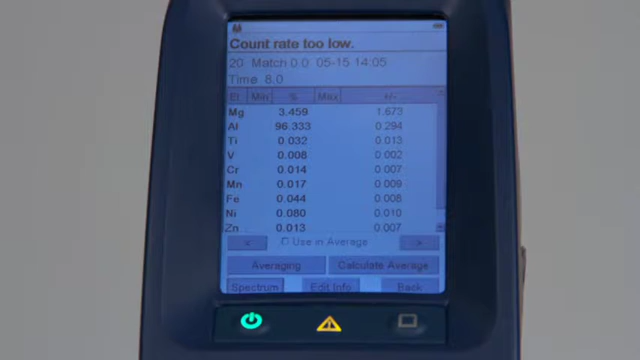 Count rate too low.
20 Match 0.0 05-15 14:05
Time 8.0
El Min % Max +/-
Mg 3.459 1.673
Al 96.333 0.294
Ti 0.032 0.013
V 0.008 0.002
Cr 0.014 0.007
Mn 0.017 0.009
Fe 0.044 0.008
Ni 0.080 0.010
Zn 0.013 0.007
< Use in Average >
Averaging Calculate Average
Spectrum Edit Info Back